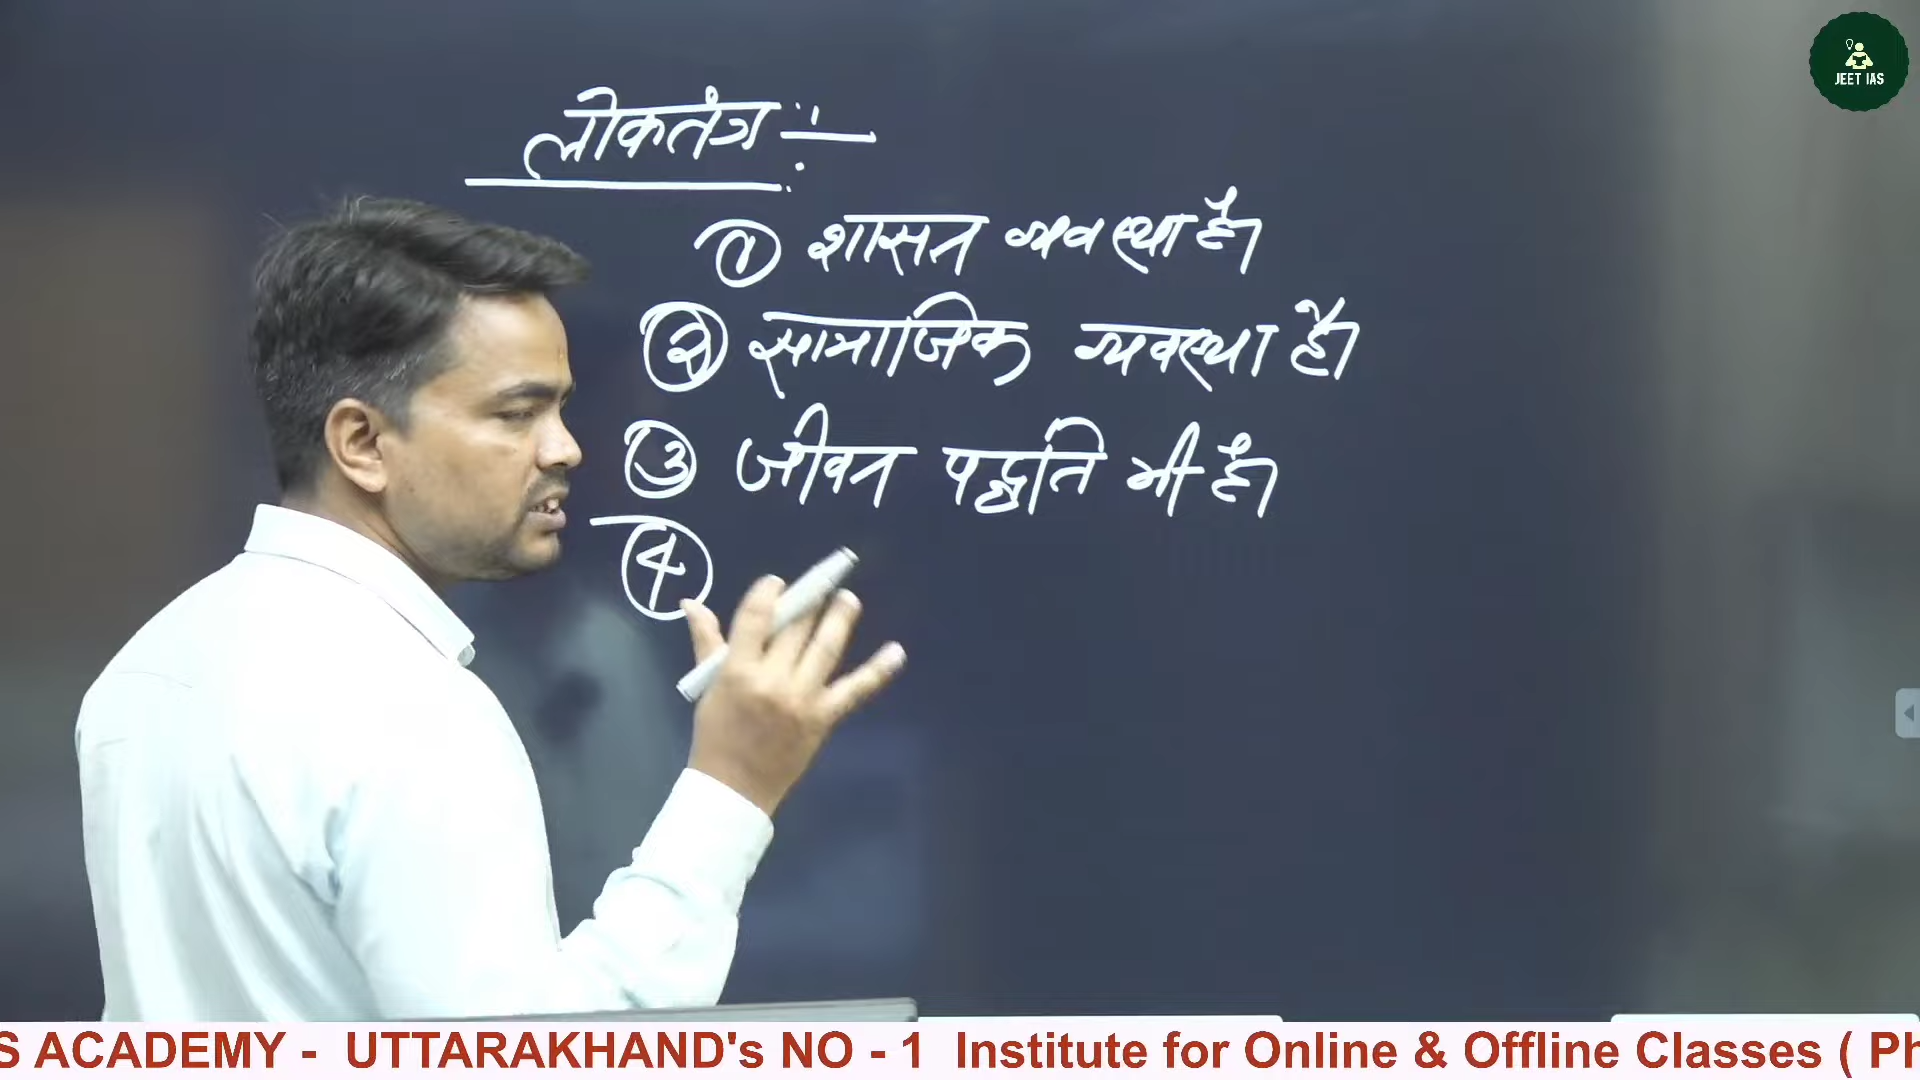 JEET IAS
लोकतंत्र :-
① शासन व्यवस्था है।
② सामाजिक व्यवस्था है।
③ जीवन पद्धति भी है।
④
S ACADEMY - UTTARAKHAND's NO - 1 Institute for Online & Offline Classes ( Ph